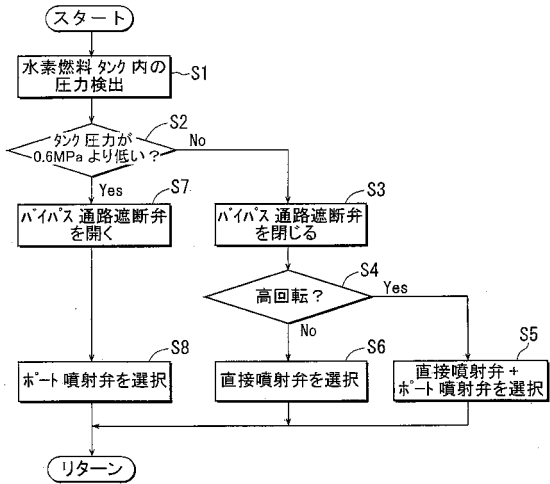 スタート
水素燃料 タンク 内の
圧力検出
S1
タンク 圧力が
0.6MPa より低い？
S2
No
Yes
S7
バイパス 通路遮断弁
を開く
S3
バイパス 通路遮断弁
を閉じる
高回転？
S4
Yes
No
S8
ポート 噴射弁を選択
S6
直接噴射弁を選択
S5
直接噴射弁＋
ポート 噴射弁を選択
リターン